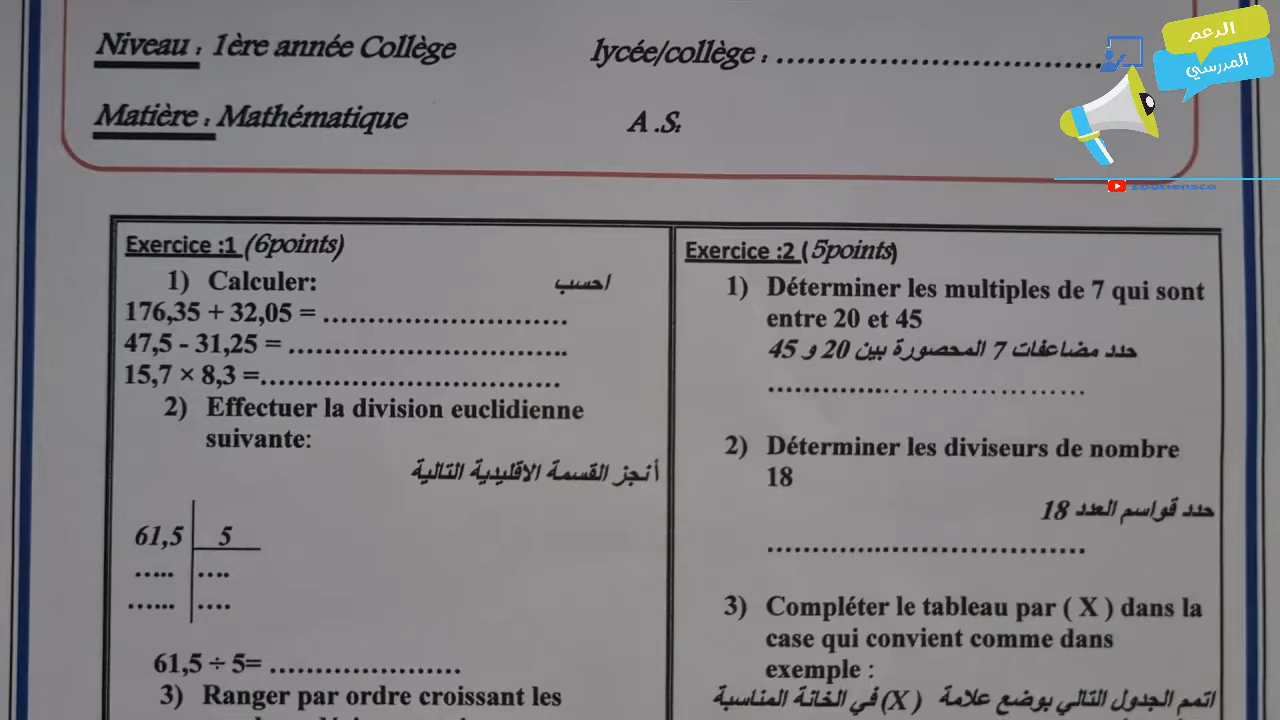 Niveau : 1ère année Collège
lycée/collège : ......................................
Matière : Mathématique
A .S:
الدعم
المدرسي
Exercice :1 (6points)
1) Calculer: احسب
176,35 + 32,05 = ...........................
47,5 - 31,25 = ...............................
15,7 × 8,3 =.................................
2) Effectuer la division euclidienne
suivante:
أنجز القسمة الاقليدية التالية
61,5 5
..... ....
...... ....
61,5 ÷ 5= .....................
3) Ranger par ordre croissant les
Exercice :2 ( 5points)
1) Déterminer les multiples de 7 qui sont
entre 20 et 45
حدد مضاعفات 7 المحصورة بين 20 و 45
...................................
2) Déterminer les diviseurs de nombre
18
حدد قواسم العدد 18
...................................
3) Compléter le tableau par ( X ) dans la
case qui convient comme dans
exemple :
اتمم الجدول التالي بوضع علامة (X ) في الخانة المناسبة